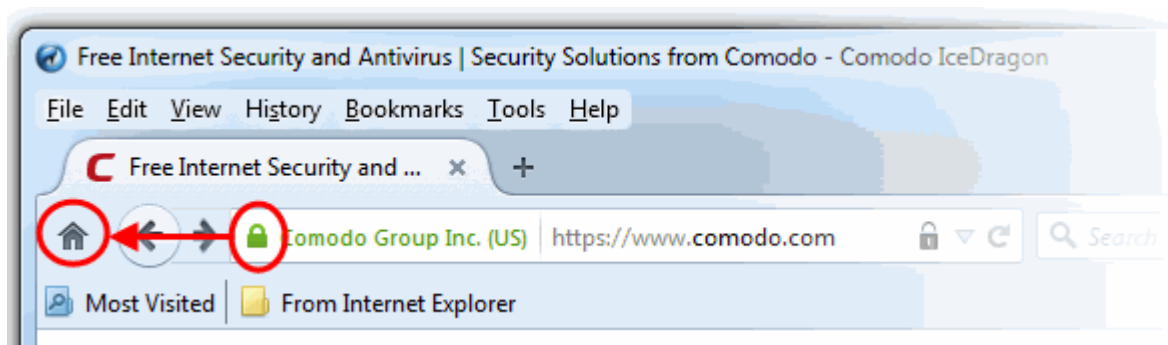 Free Internet Security and Antivirus | Security Solutions from Comodo - Comodo IceDragon
File Edit View History Bookmarks Tools Help
Free Internet Security and ...
Comodo Group Inc. (US) https://www.comodo.com Search
Most Visited From Internet Explorer